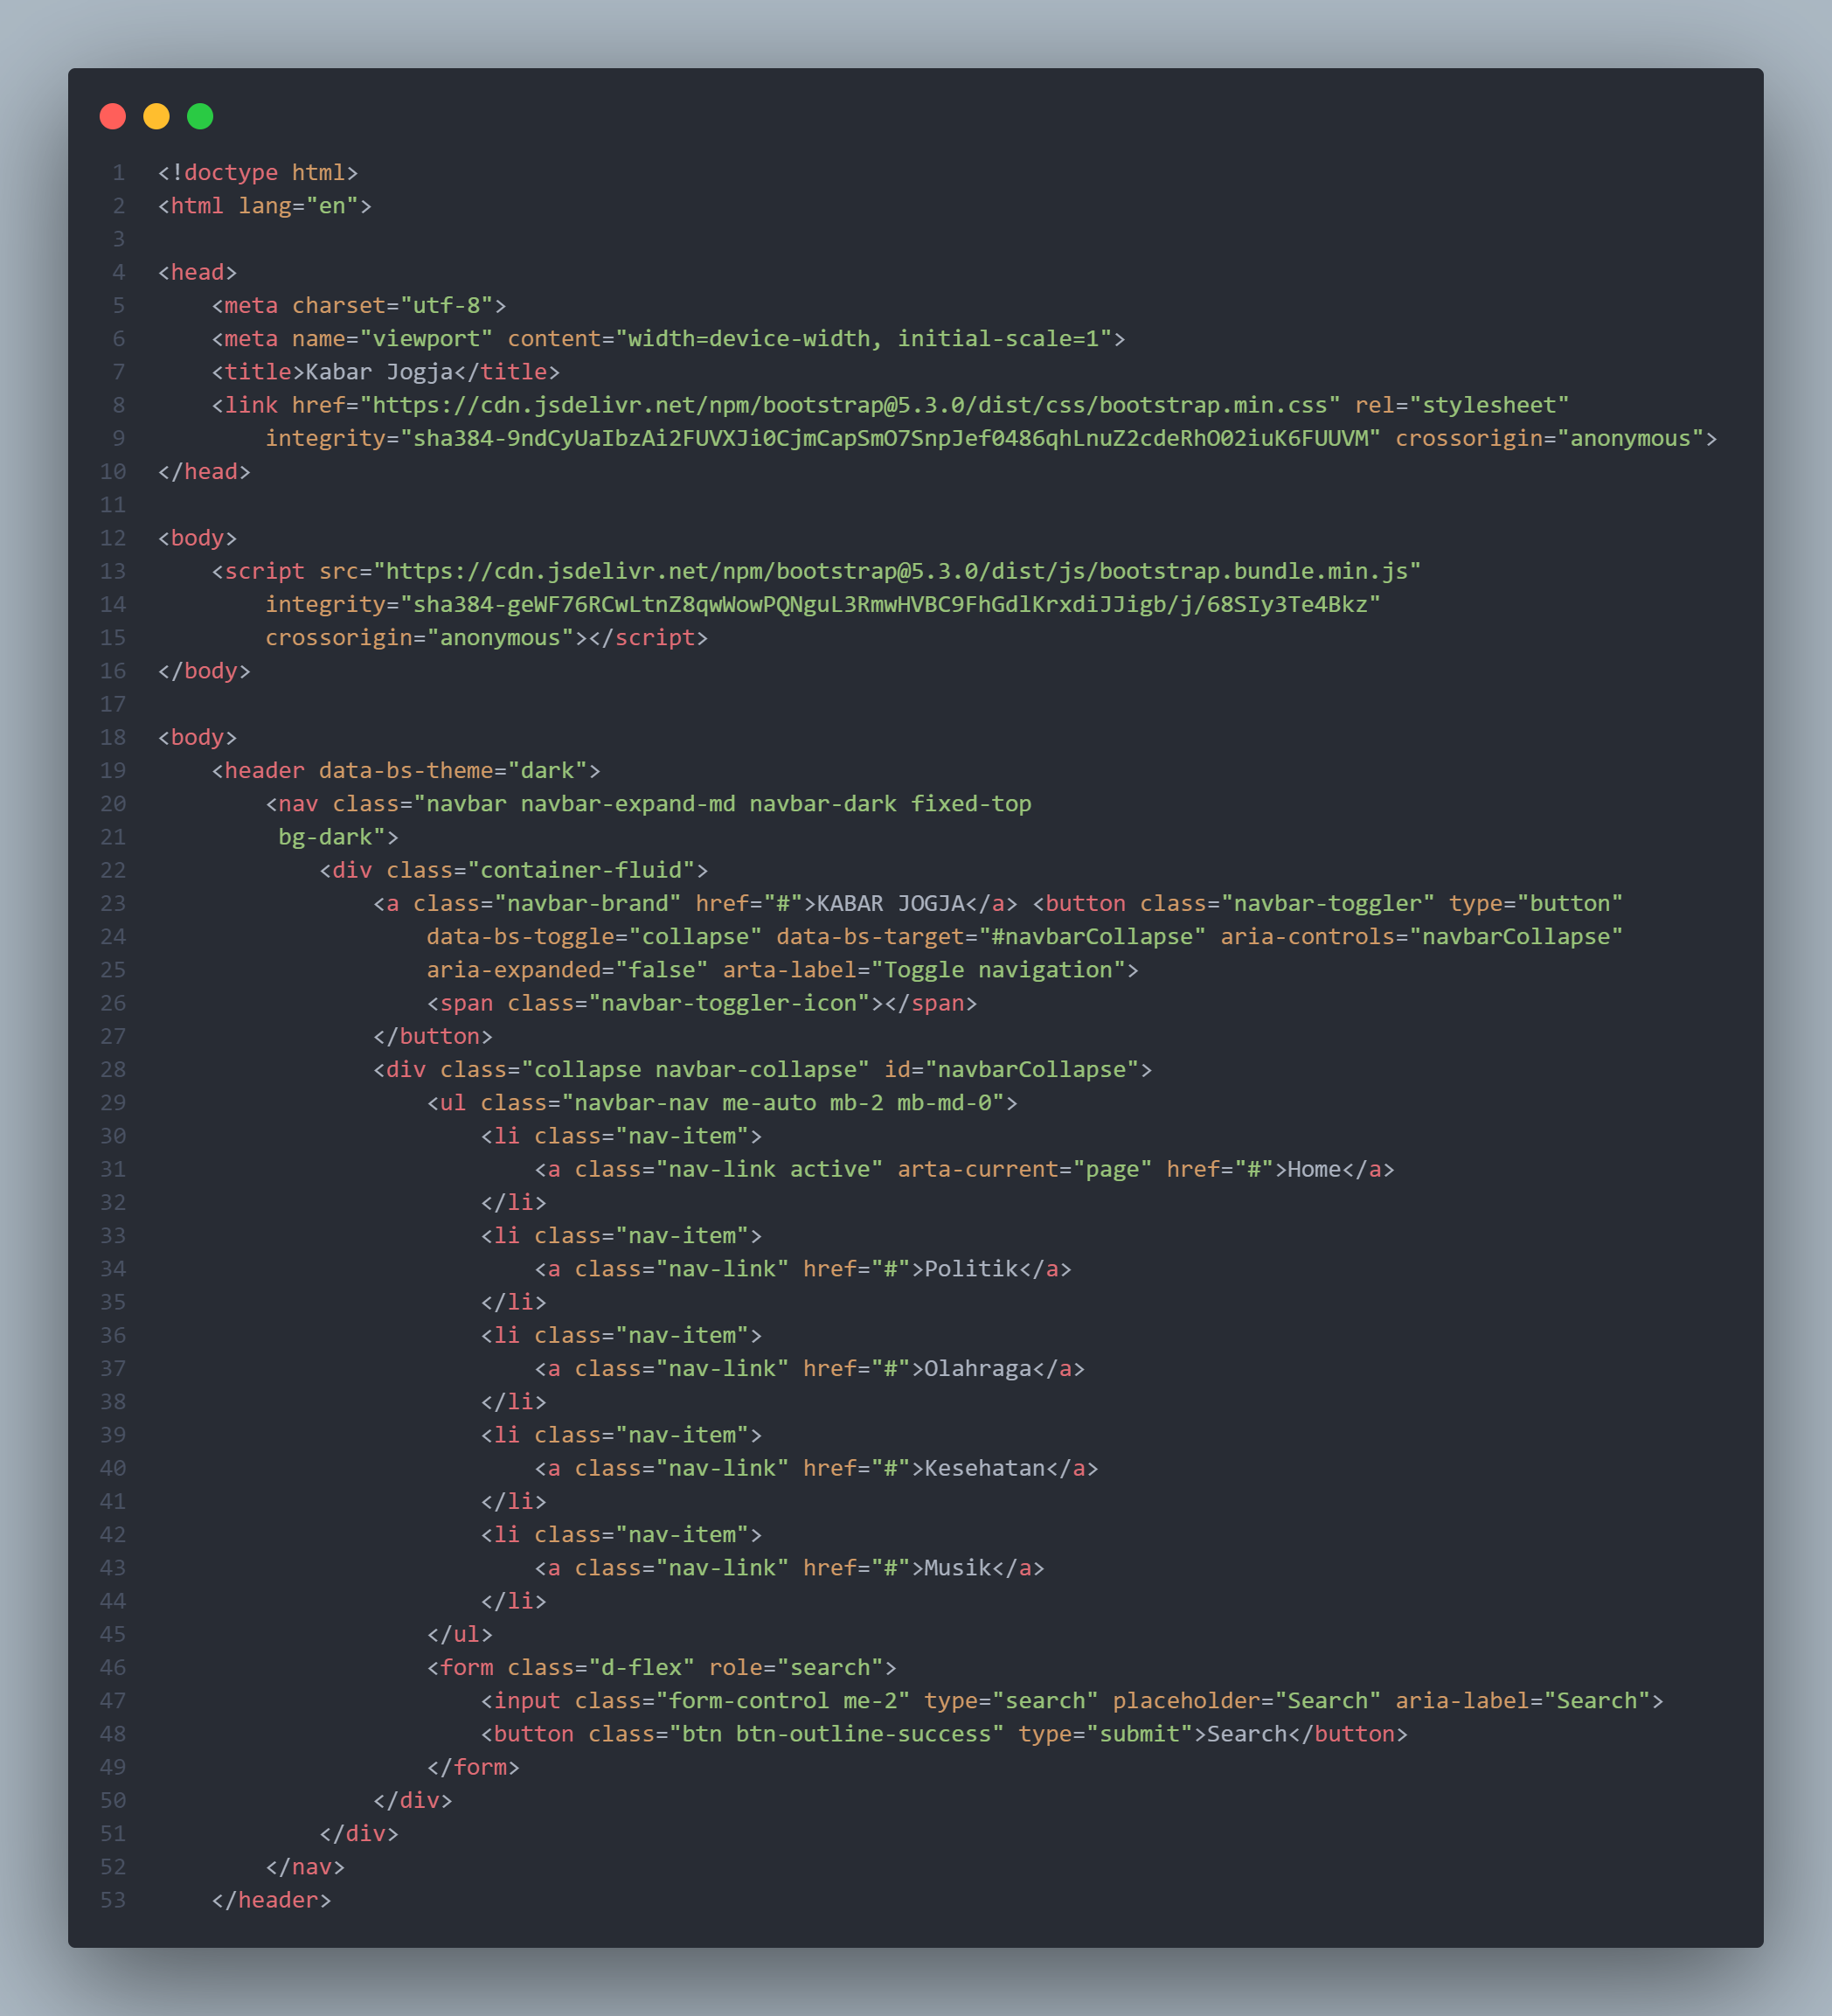 1 <!doctype html>
2 <html lang="en">
3
4 <head>
5     <meta charset="utf-8">
6     <meta name="viewport" content="width=device-width, initial-scale=1">
7     <title>Kabar Jogja</title>
8     <link href="https://cdn.jsdelivr.net/npm/bootstrap@5.3.0/dist/css/bootstrap.min.css" rel="stylesheet"
9         integrity="sha384-9ndCyUaIbzAi2FUVXJi0CjmCapSmO7SnpJef0486qhLnuZ2cdeRhO02iuK6FUUVM" crossorigin="anonymous">
10 </head>
11
12 <body>
13     <script src="https://cdn.jsdelivr.net/npm/bootstrap@5.3.0/dist/js/bootstrap.bundle.min.js"
14         integrity="sha384-geWF76RCwLtnZ8qwWowPQNguL3RmwHVBC9FhGdlKrxdiJJigb/j/68SIy3Te4Bkz"
15         crossorigin="anonymous"></script>
16 </body>
17
18 <body>
19     <header data-bs-theme="dark">
20         <nav class="navbar navbar-expand-md navbar-dark fixed-top
21          bg-dark">
22             <div class="container-fluid">
23                 <a class="navbar-brand" href="#">KABAR JOGJA</a> <button class="navbar-toggler" type="button"
24                     data-bs-toggle="collapse" data-bs-target="#navbarCollapse" aria-controls="navbarCollapse"
25                     aria-expanded="false" arta-label="Toggle navigation">
26                     <span class="navbar-toggler-icon"></span>
27                 </button>
28                 <div class="collapse navbar-collapse" id="navbarCollapse">
29                     <ul class="navbar-nav me-auto mb-2 mb-md-0">
30                         <li class="nav-item">
31                             <a class="nav-link active" arta-current="page" href="#">Home</a>
32                         </li>
33                         <li class="nav-item">
34                             <a class="nav-link" href="#">Politik</a>
35                         </li>
36                         <li class="nav-item">
37                             <a class="nav-link" href="#">Olahraga</a>
38                         </li>
39                         <li class="nav-item">
40                             <a class="nav-link" href="#">Kesehatan</a>
41                         </li>
42                         <li class="nav-item">
43                             <a class="nav-link" href="#">Musik</a>
44                         </li>
45                     </ul>
46                     <form class="d-flex" role="search">
47                         <input class="form-control me-2" type="search" placeholder="Search" aria-label="Search">
48                         <button class="btn btn-outline-success" type="submit">Search</button>
49                     </form>
50                 </div>
51             </div>
52         </nav>
53     </header>